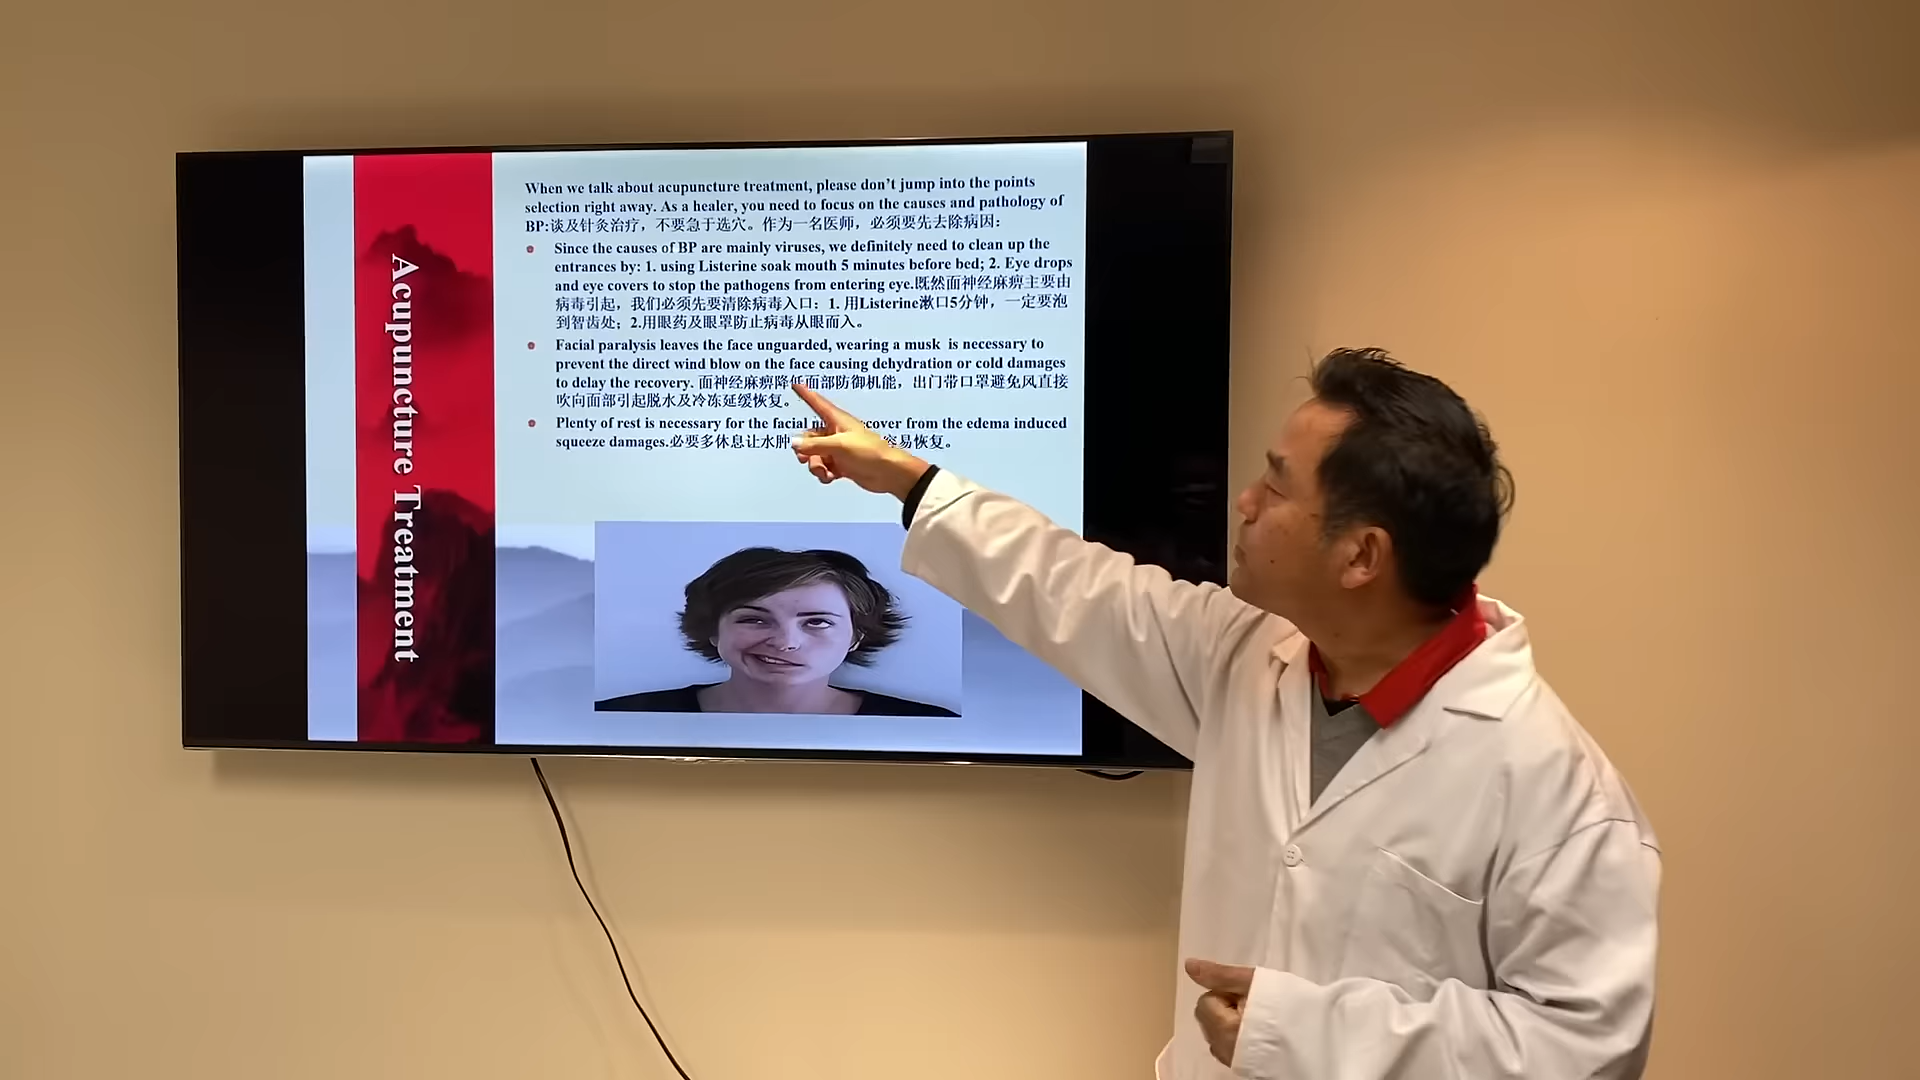 Acupuncture Treatment
When we talk about acupuncture treatment, please don't jump into the points
selection right away. As a healer, you need to focus on the causes and pathology of
BP:谈及针灸治疗，不要急于选穴。作为一名医师，必须要先去除病因：
Since the causes of BP are mainly viruses, we definitely need to clean up the
entrances by: 1. using Listerine soak mouth 5 minutes before bed; 2. Eye drops
and eye covers to stop the pathogens from entering eye.既然面神经麻痹主要由
病毒引起，我们必须先要清除病毒入口：1. 用Listerine漱口5分钟，一定要泡
到智齿处；2.用眼药及眼罩防止病毒从眼而入。
Facial paralysis leaves the face unguarded, wearing a musk is necessary to
prevent the direct wind blow on the face causing dehydration or cold damages
to delay the recovery. 面神经麻痹降低面部防御机能，出门带口罩避免风直接
吹向面部引起脱水及冷冻延缓恢复。
Plenty of rest is necessary for the facial cover from the edema induced
squeeze damages.必要多休息让水肿 容易恢复。